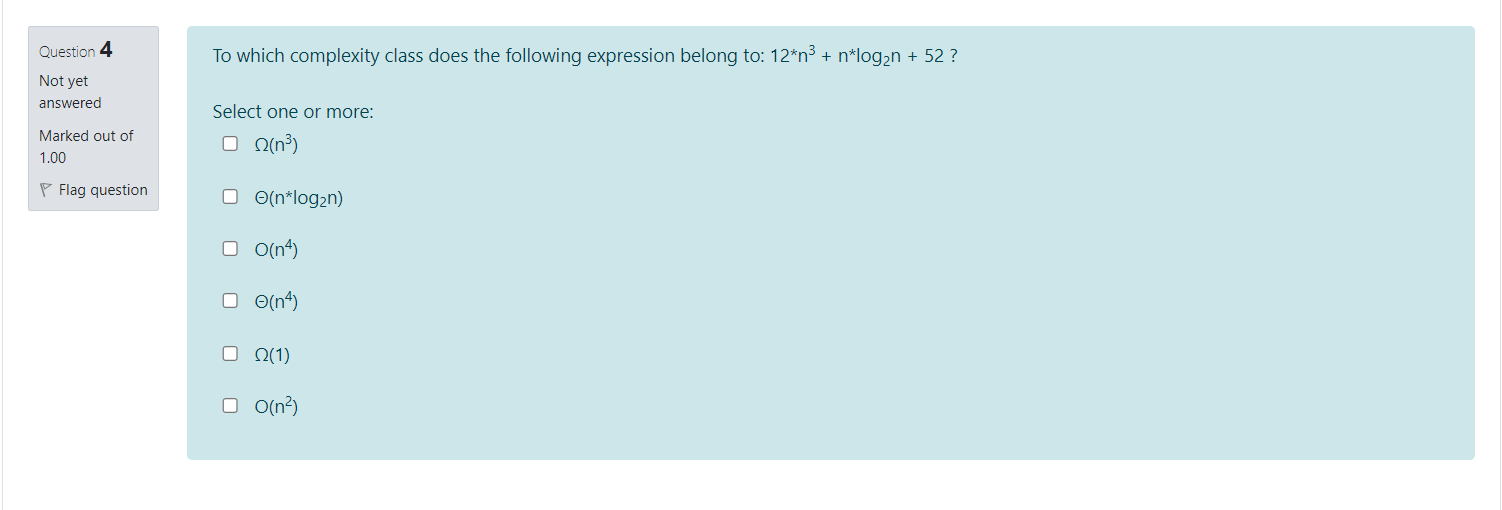 Question 4
Not yet
answered
Marked out of
1.00
Flag question
To which complexity class does the following expression belong to: 12*n³ + n*log₂n + 52 ?
Select one or more:
Ω(n³)
Θ(n*log₂n)
O(n⁴)
Θ(n⁴)
Ω(1)
O(n²)